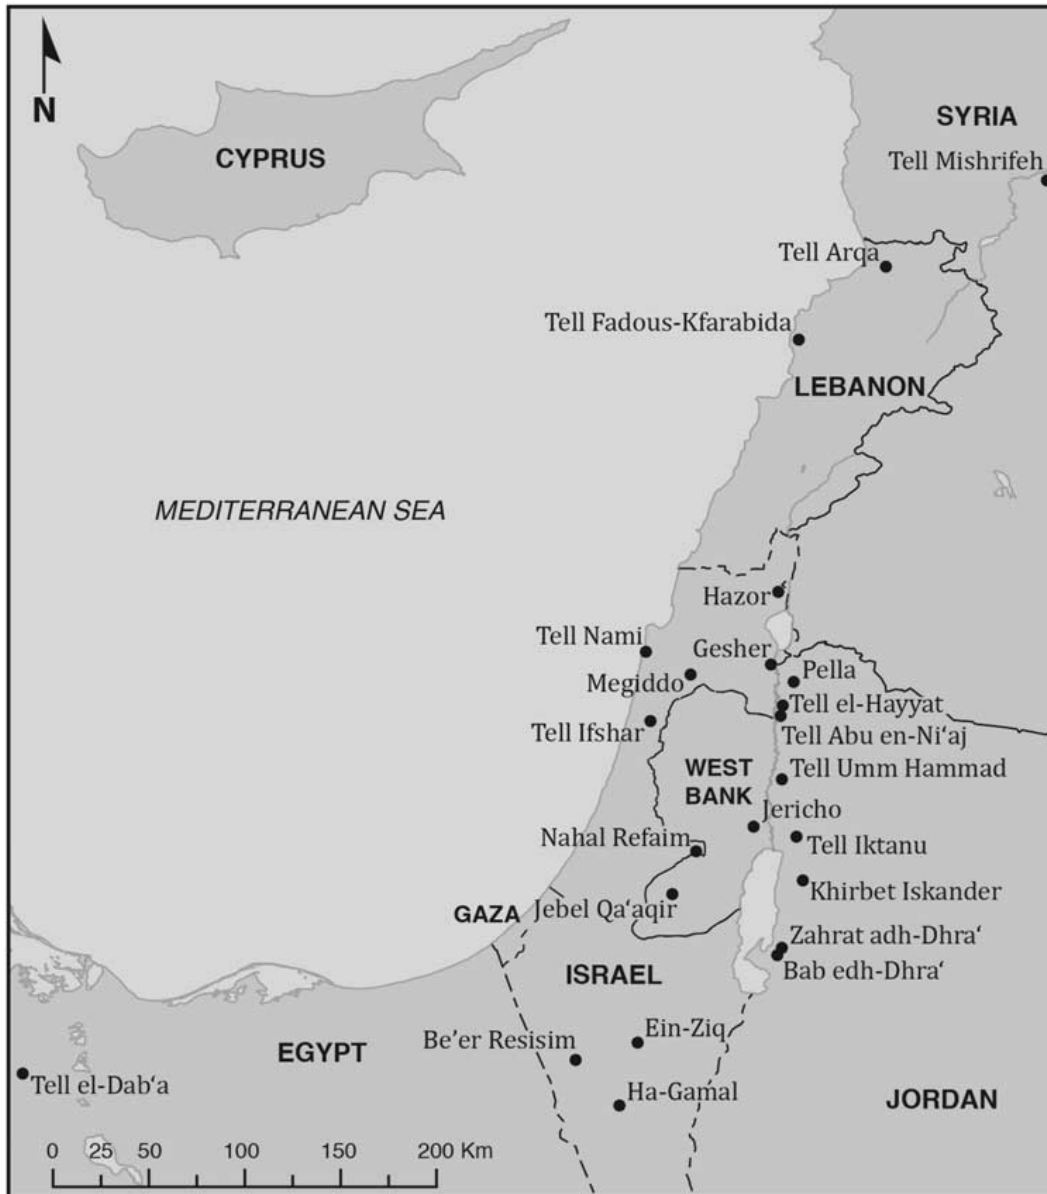 N
CYPRUS
SYRIA
Tell Mishrifeh
Tell Arqa
Tell Fadous-Kfarabida
LEBANON
MEDITERRANEAN SEA
Hazor
Tell Nami
Gesher
Megiddo
Pella
Tell el-Hayyat
Tell Ifshar
Tell Abu en-Ni‘aj
WEST
BANK
Tell Umm Hammad
Jericho
Nahal Refaim
Tell Iktanu
Khirbet Iskander
Jebel Qa‘aqir
GAZA
Zahrat adh-Dhra‘
Bab edh-Dhra‘
ISRAEL
Ein-Ziq
Be’er Resisim
EGYPT
Tell el-Dab‘a
Ha-Gamal
JORDAN
0 25 50 100 150 200 Km